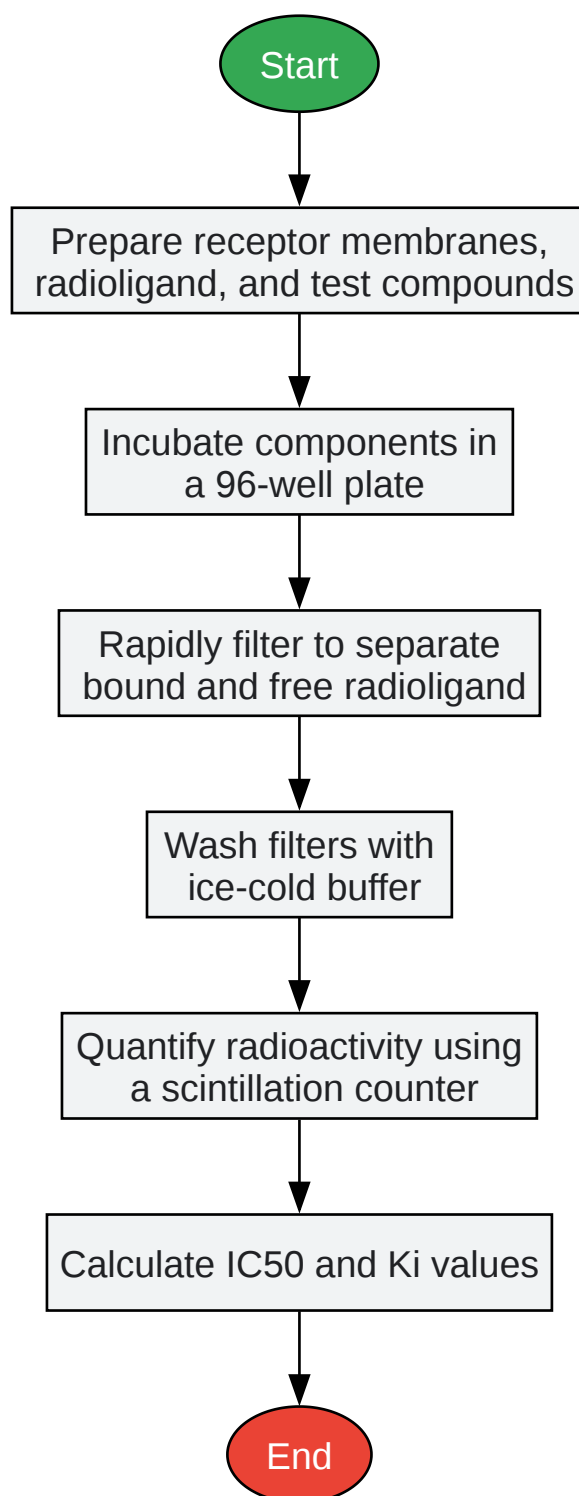 Start
Prepare receptor membranes,
radioligand, and test compounds
Incubate components in
a 96-well plate
Rapidly filter to separate
bound and free radioligand
Wash filters with
ice-cold buffer
Quantify radioactivity using
a scintillation counter
Calculate IC50 and Ki values
End